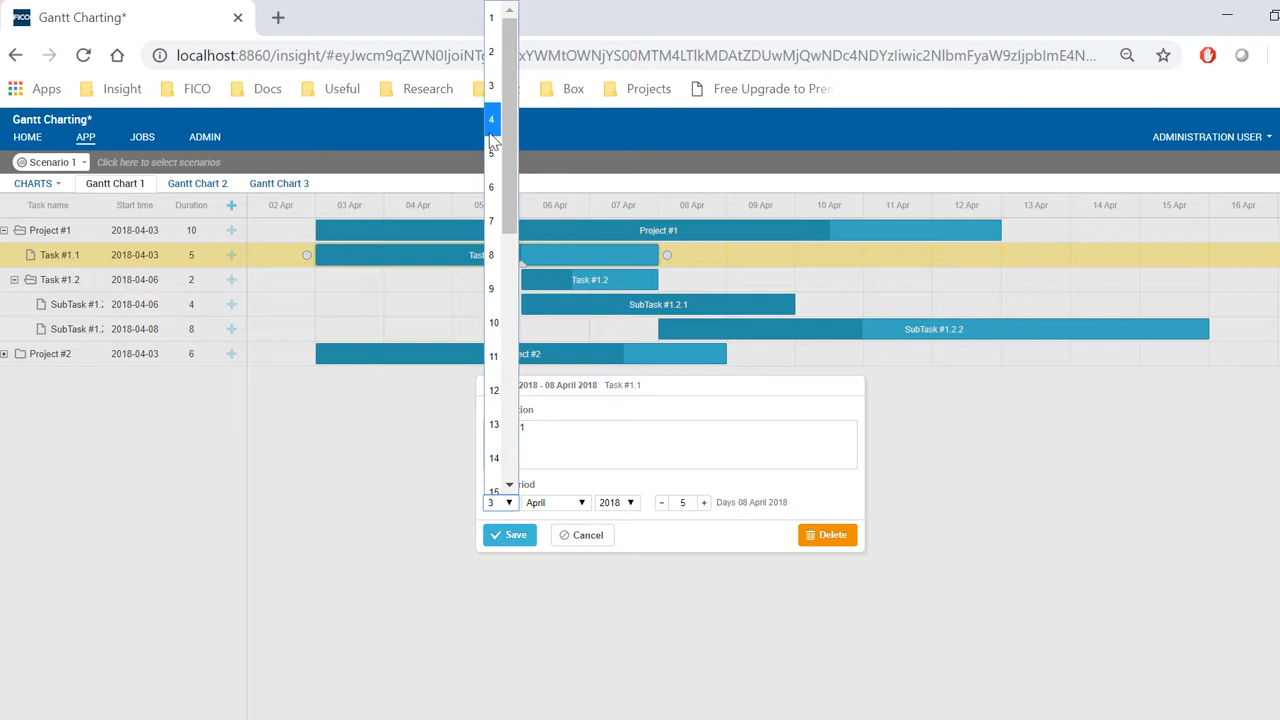 FICO Gantt Charting*
localhost:8860/insight/#
Apps Insight FICO Docs Useful Research Box Projects Free Upgrade to Pren
Gantt Charting*
HOME APP JOBS ADMIN ADMINISTRATION USER
Scenario 1 Click here to select scenarios
CHARTS Gantt Chart 1 Gantt Chart 2 Gantt Chart 3
Task name Start time Duration 02 Apr 03 Apr 04 Apr 05 06 Apr 07 Apr 08 Apr 09 Apr 10 Apr 11 Apr 12 Apr 13 Apr 14 Apr 15 Apr 16 Apr
Project #1 2018-04-03 10 Project #1
Task #1.1 2018-04-03 5 Task
Task #1.2 2018-04-06 2 Task #1.2
SubTask #1.2 2018-04-06 4 SubTask #1.2.1
SubTask #1.2 2018-04-08 8 SubTask #1.2.2
Project #2 2018-04-03 6 ect #2
1
2
3
4
5
6
7
8
9
10
11
12
13
14
15
2018 - 08 April 2018 Task #1.1
tion
1
eriod
3 April 2018 − 5 + Days 08 April 2018
Save Cancel Delete